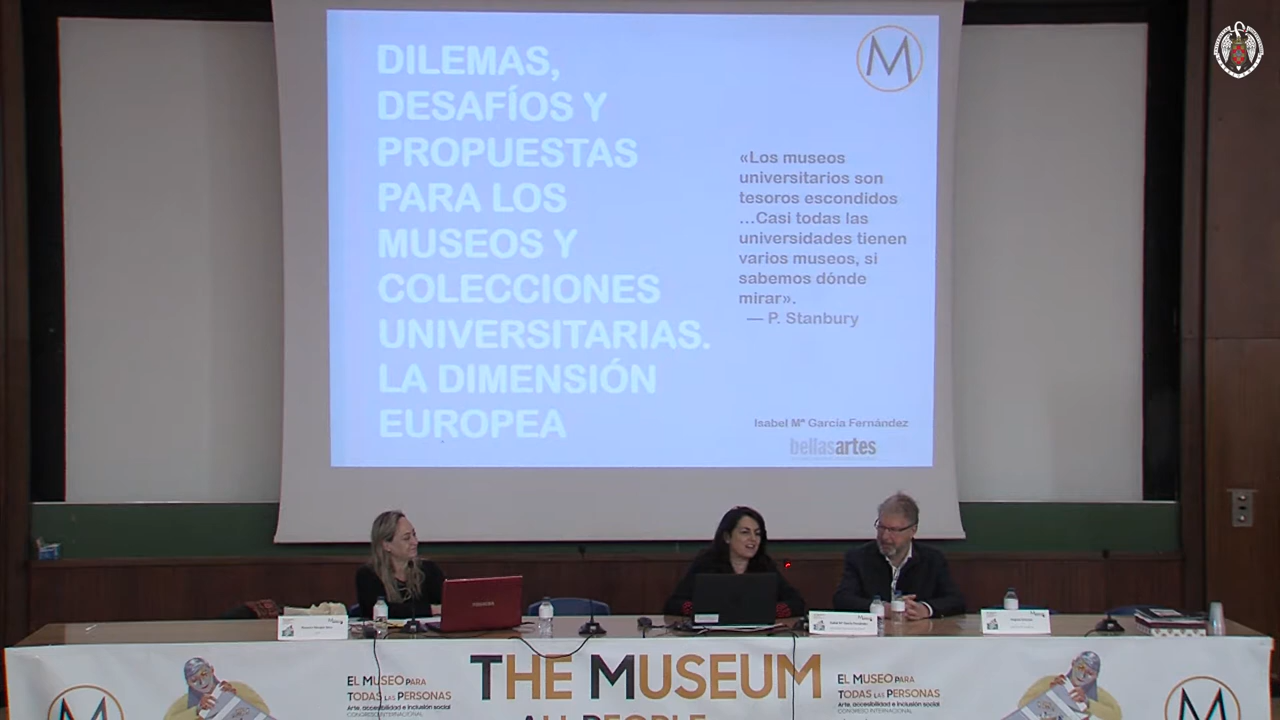 DILEMAS,
DESAFÍOS Y
PROPUESTAS
PARA LOS
MUSEOS Y
COLECCIONES
UNIVERSITARIAS.
LA DIMENSIÓN
EUROPEA
M
«Los museos
universitarios son
tesoros escondidos
...Casi todas las
universidades tienen
varios museos, si
sabemos dónde
mirar».
— P. Stanbury
Isabel Mª García Fernández
bellasartes
EL MUSEO PARA
TODAS LAS PERSONAS
Arte, accesibilidad e inclusión social
CONGRESO INTERNACIONAL
THE MUSEUM
ALL PEOPLE
EL MUSEO PARA
TODAS LAS PERSONAS
Arte, accesibilidad e inclusión social
CONGRESO INTERNACIONAL
M
M